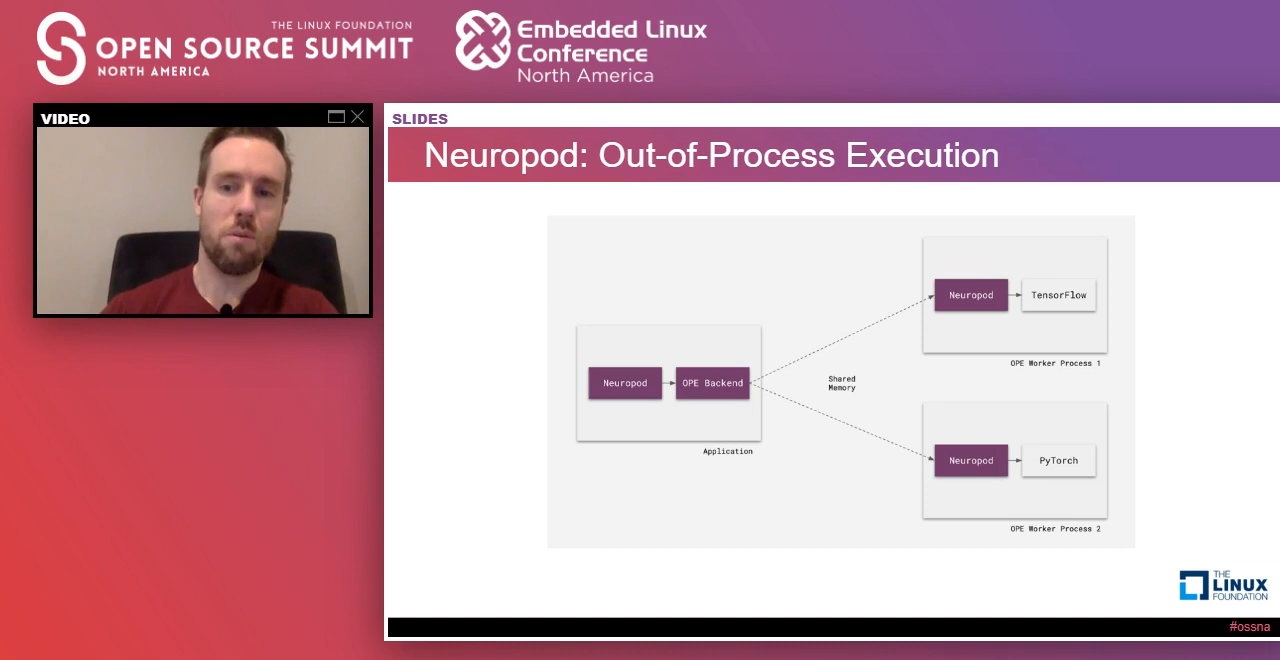 THE LINUX FOUNDATION
OPEN SOURCE SUMMIT
NORTH AMERICA
Embedded Linux
Conference
North America
VIDEO
SLIDES
Neuropod: Out-of-Process Execution
Neuropod
TensorFlow
OPE Worker Process 1
Neuropod
OPE Backend
Shared
Memory
Application
Neuropod
PyTorch
OPE Worker Process 2
THE
LINUX
FOUNDATION
#ossna